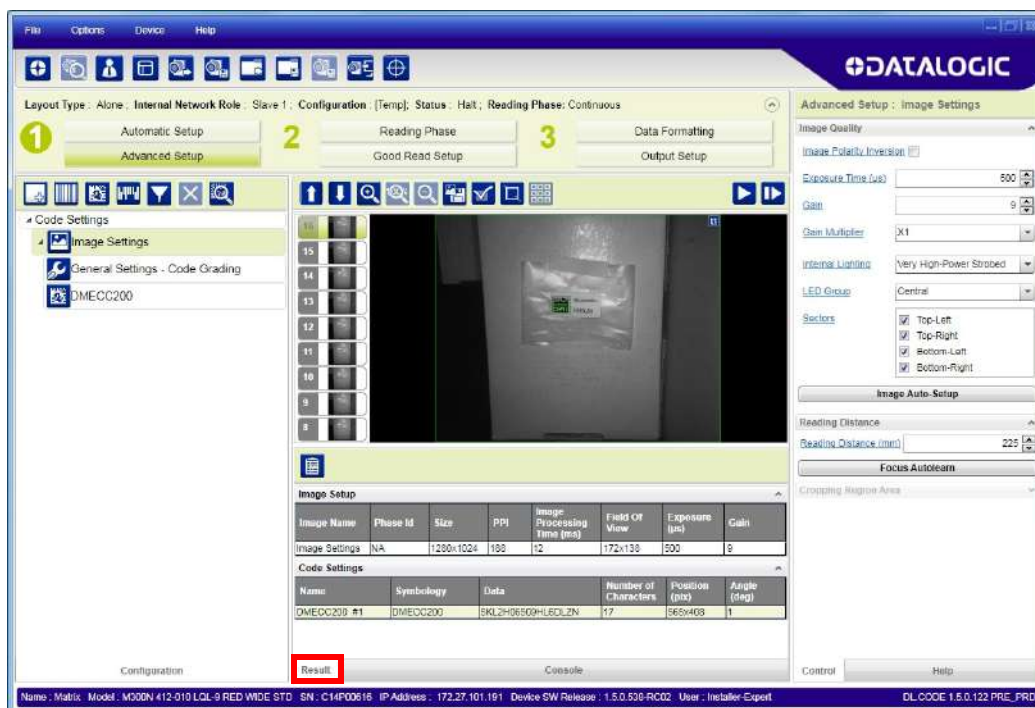 File Options Device Help
DATALOGIC
Layout Type : Alone ; Internal Network Role : Slave 1 ; Configuration : [Temp]; Status : Halt ; Reading Phase: Continuous
1 Automatic Setup 2 Reading Phase 3 Data Formatting
Advanced Setup Good Read Setup Output Setup
Advanced Setup : Image Settings
Image Quality
Image Polarity Inversion
Exposure Time (µs) 500
Gain 9
Gain Multiplier X1
Internal Lighting Very High-Power Strobed
LED Group Central
Sectors
Top-Left
Top-Right
Bottom-Left
Bottom-Right
Image Auto-Setup
Reading Distance
Reading Distance (mm) 225
Focus Autolearn
Cropping Region Area
Code Settings
Image Settings
General Settings - Code Grading
DMECC200
16
15
14
13
12
11
10
9
8
Image Setup
Image Name Phase Id Size PPI Image Processing Time (ms) Field Of View Exposure (µs) Gain
Image Settings NA 1280x1024 188 12 172x138 500 9
Code Settings
Name Symbology Data Number of Characters Position (pix) Angle (deg)
DMECC200 #1 DMECC200 17 1
Configuration Result Console Control Help
Name : Matrix Model : M300N 412-010 LQL-9 RED WIDE STD SN : C14P00616 IP Address : 172.27.101.191 Device SW Release : 1.5.0.530-RC02 User : Installer-Expert DL.CODE 1.5.0.122 PRE_PRD